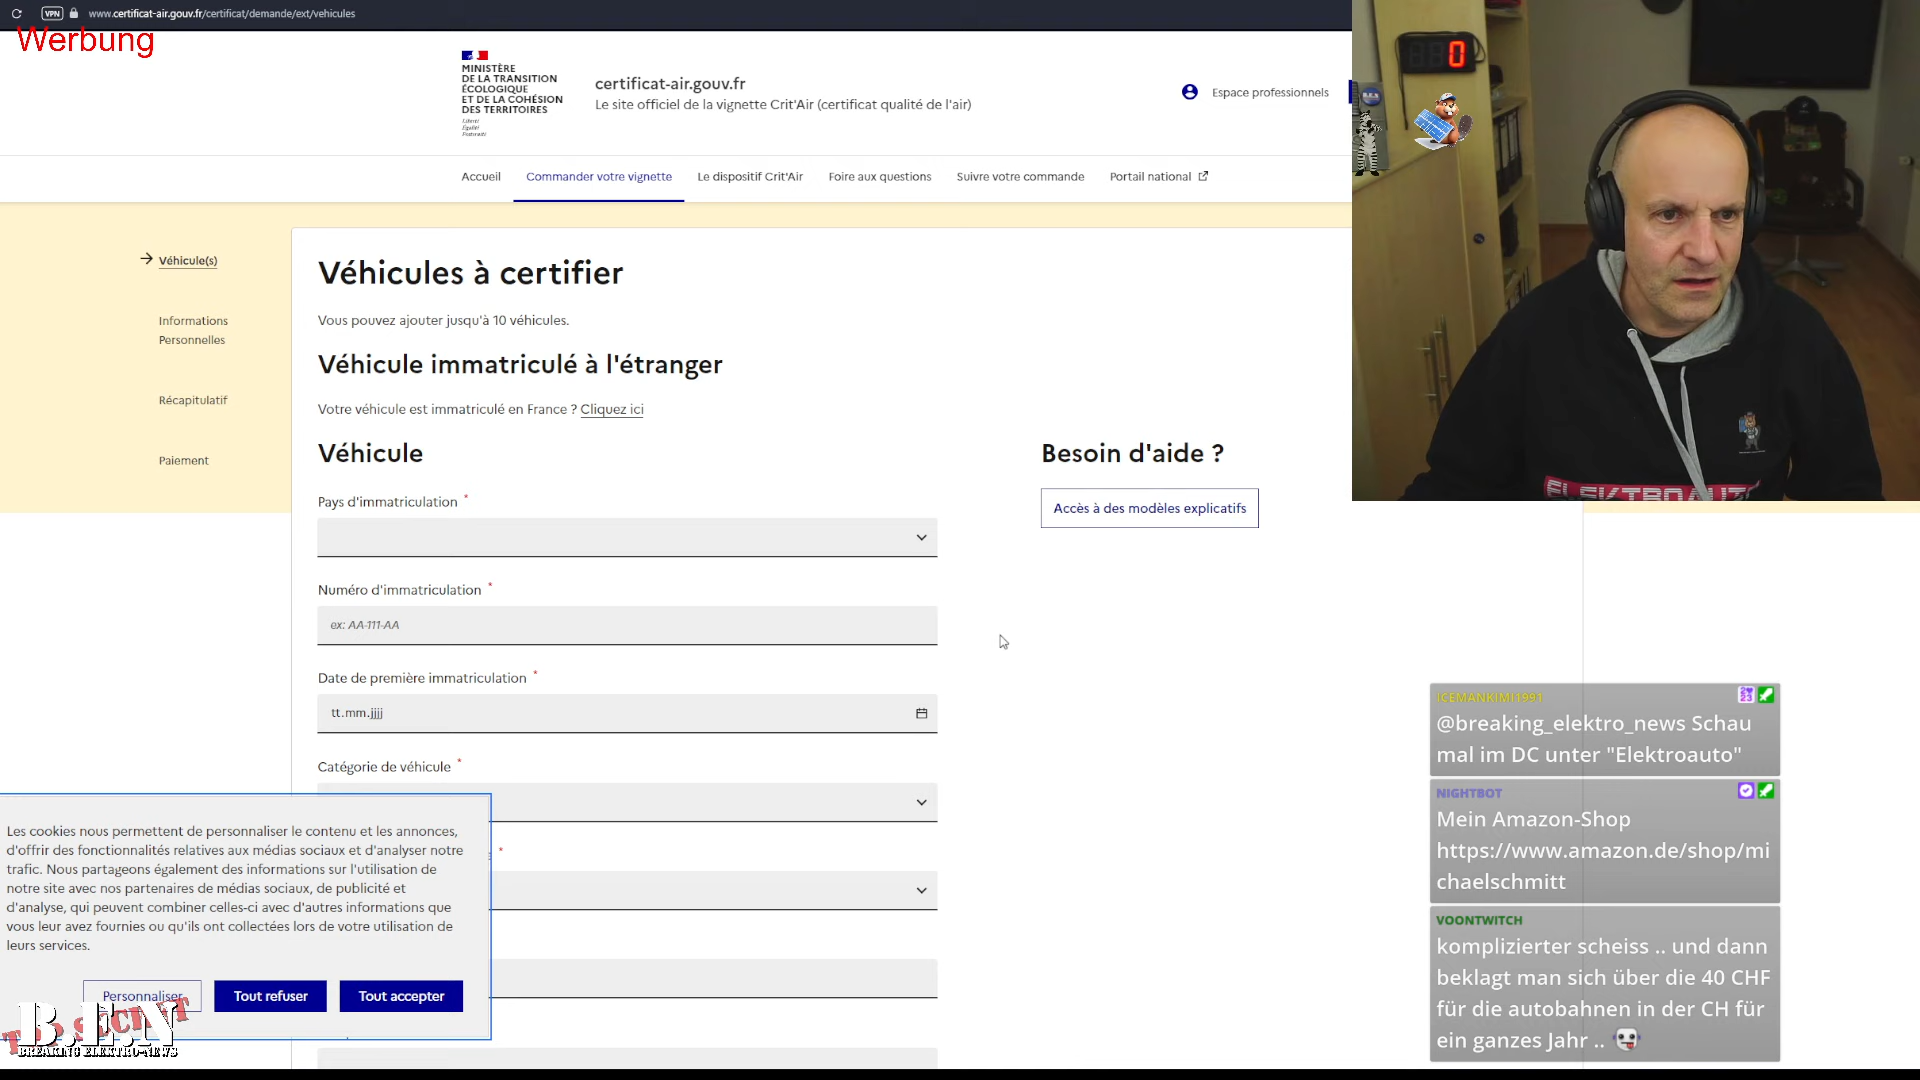 VPN
www.certificat-air.gouv.fr/certificat/demande/ext/vehicules
Werbung
MINISTÈRE
DE LA TRANSITION
ÉCOLOGIQUE
ET DE LA COHÉSION
DES TERRITOIRES
Liberté
Égalité
Fraternité
certificat-air.gouv.fr
Le site officiel de la vignette Crit'Air (certificat qualité de l'air)
Espace professionnels
0
Accueil
Commander votre vignette
Le dispositif Crit'Air
Foire aux questions
Suivre votre commande
Portail national
Véhicule(s)
Informations
Personnelles
Récapitulatif
Paiement
Véhicules à certifier
Vous pouvez ajouter jusqu'à 10 véhicules.
Véhicule immatriculé à l'étranger
Votre véhicule est immatriculé en France ? Cliquez ici
Véhicule
Pays d'immatriculation *
Numéro d'immatriculation *
ex: AA-111-AA
Date de première immatriculation *
tt.mm.jjjj
Catégorie de véhicule *
*
Besoin d'aide ?
Accès à des modèles explicatifs
Les cookies nous permettent de personnaliser le contenu et les annonces,
d'offrir des fonctionnalités relatives aux médias sociaux et d'analyser notre
trafic. Nous partageons également des informations sur l'utilisation de
notre site avec nos partenaires de médias sociaux, de publicité et
d'analyse, qui peuvent combiner celles-ci avec d'autres informations que
vous leur avez fournies ou qu'ils ont collectées lors de votre utilisation de
leurs services.
Personnaliser
Tout refuser
Tout accepter
B.E.N
BREAKING ELEKTRO-NEWS
ELEKTROAUTO
ICEMANKIMI1991
@breaking_elektro_news Schau
mal im DC unter "Elektroauto"
NIGHTBOT
Mein Amazon-Shop
https://www.amazon.de/shop/mi
chaelschmitt
VOONTWITCH
komplizierter scheiss .. und dann
beklagt man sich über die 40 CHF
für die autobahnen in der CH für
ein ganzes Jahr ..